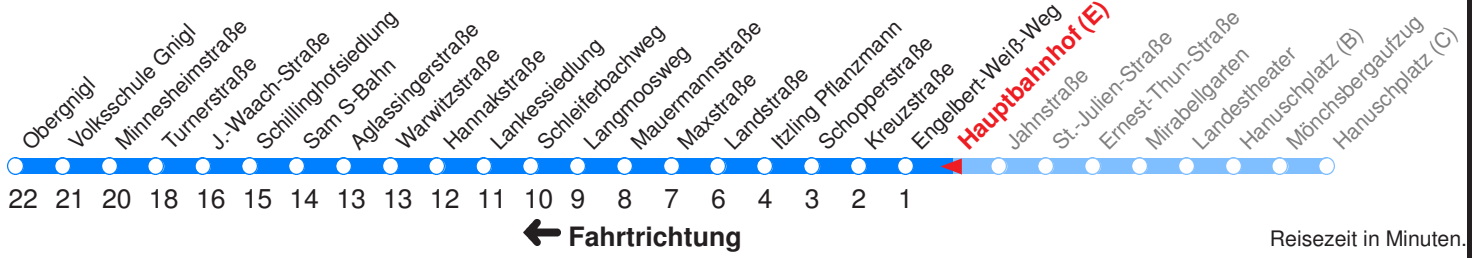 Obergnigl
Volksschule Gnigl
Minnesheimstraße
Turnerstraße
J.-Waach-Straße
Schillinghofsiedlung
Sam S-Bahn
Aglassingerstraße
Warwitzstraße
Hannakstraße
Lankessiedlung
Schleiferbachweg
Langmoosweg
Mauermannstraße
Maxstraße
Landstraße
Itzling Pflanzmann
Schopperstraße
Kreuzstraße
Engelbert-Weiß-Weg
Hauptbahnhof (E)
Jahnstraße
St.-Julien-Straße
Ernest-Thun-Straße
Mirabellgarten
Landestheater
Hanuschplatz (B)
Mönchsbergaufzug
Hanuschplatz (C)
22 21 20 18 16 15 14 13 13 12 11 10 9 8 7 6 4 3 2 1
Fahrtrichtung
Reisezeit in Minuten.